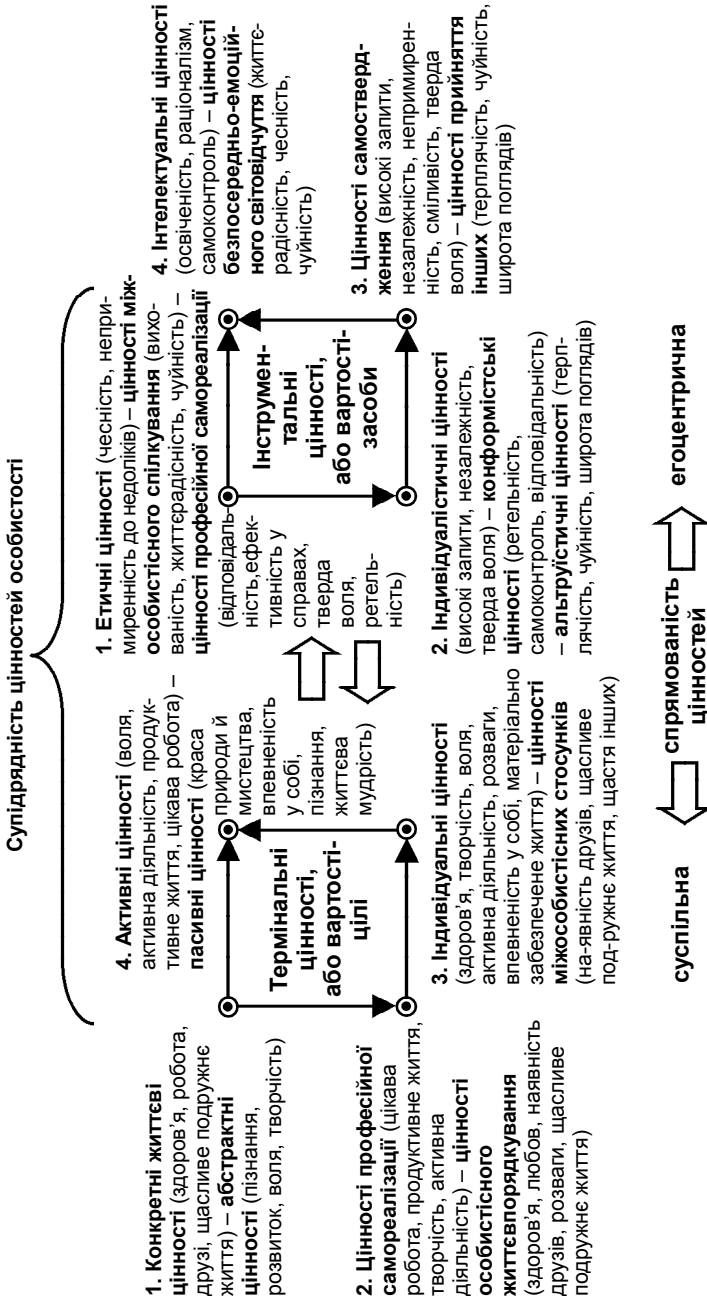 Супідрядність цінностей особистості
1. Конкретні життєві
цінності (здоров'я, робота,
друзі, щасливе подружнє
життя) – абстрактні
цінності (пізнання,
розвиток, воля, творчість)
2. Цінності професійної
самореалізації (цікава
робота, продуктивне життя,
творчість, активна
діяльність) – цінності
особистісного
життєвпорядкування
(здоров'я, любов, наявність
друзів, розваги, щасливе
подружнє життя)
4. Активні цінності (воля,
активна діяльність, продук-
тивне життя, цікава робота) –
пасивні цінності (краса
природи й
мистецтва,
впевненість
у собі,
пізнання,
життєва
мудрість)
Термінальні
цінності,
або вартості-
цілі
3. Індивідуальні цінності
(здоров'я, творчість, воля,
активна діяльність, розваги,
впевненість у собі, матеріально
забезпечене життя) – цінності
міжособистісних стосунків
(на-явність друзів, щасливе
под-ружнє життя, щастя інших)
1. Етичні цінності (чесність, непри-
миренність до недоліків) – цінності між-
особистісного спілкування (вихо-
ваність, життєрадісність, чуйність) –
цінності професійної самореалізації
(відповідаль-
ність,ефек-
тивність у
справах,
тверда
воля,
ретель-
ність)
Інструмен-
тальні
цінності,
або вартості-
засоби
2. Індивідуалістичні цінності
(високі запити, незалежність,
тверда воля) – конформістські
цінності (ретельність,
самоконтроль, відповідальність)
– альтруїстичні цінності (терп-
лячість, чуйність, широта поглядів)
4. Інтелектуальні цінності
(освіченість, раціоналізм,
самоконтроль) – цінності
безпосередньо-емоцій-
ного світовідчуття (життє-
радісність, чесність,
чуйність)
3. Цінності самостверд-
ження (високі запити,
незалежність, непримирен-
ність, сміливість, тверда
воля) – цінності прийняття
інших (терплячість, чуйність,
широта поглядів)
суспільна
спрямованість
цінностей
егоцентрична